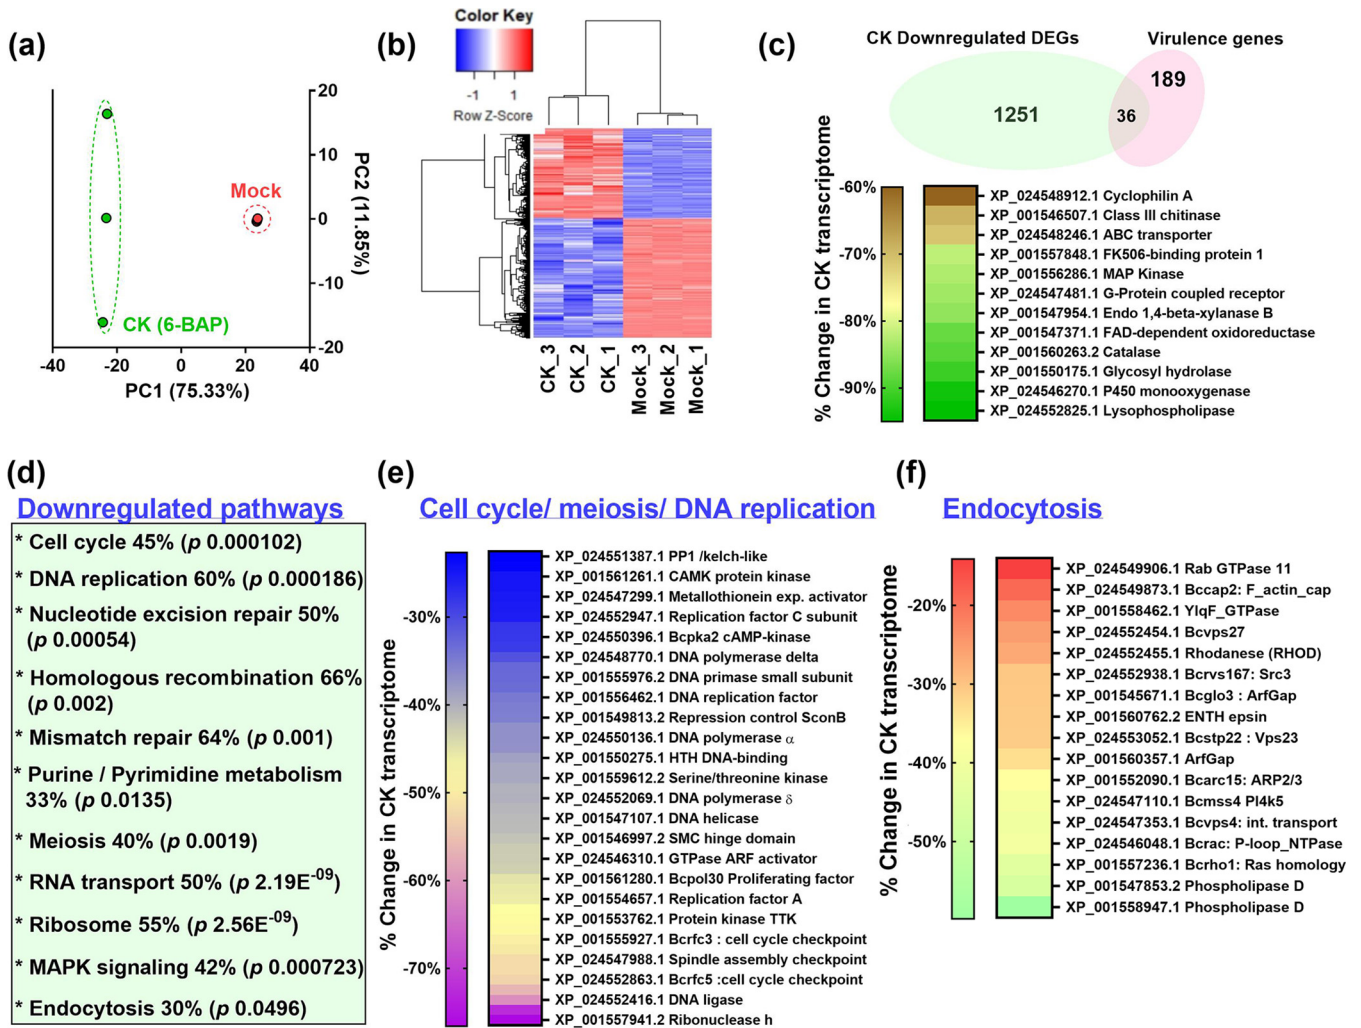 (a)
Mock
CK (6-BAP)
20
10
0
-10
-20
PC2 (11.85%)
-40
-20
0
20
40
PC1 (75.33%)
(b)
Color Key
-1
1
Row Z-Score
CK_3
CK_2
CK_1
Mock_3
Mock_2
Mock_1
(c)
CK Downregulated DEGs
Virulence genes
1251
36
189
% Change in CK transcriptome
-60%
-70%
-80%
-90%
XP_024548912.1 Cyclophilin A
XP_001546507.1 Class III chitinase
XP_024548246.1 ABC transporter
XP_001557848.1 FK506-binding protein 1
XP_001556286.1 MAP Kinase
XP_024547481.1 G-Protein coupled receptor
XP_001547954.1 Endo 1,4-beta-xylanase B
XP_001547371.1 FAD-dependent oxidoreductase
XP_001560263.2 Catalase
XP_001550175.1 Glycosyl hydrolase
XP_024546270.1 P450 monooxygenase
XP_024552825.1 Lysophospholipase
(d)
Downregulated pathways
* Cell cycle 45% (p 0.000102)
* DNA replication 60% (p 0.000186)
* Nucleotide excision repair 50%
(p 0.00054)
* Homologous recombination 66%
(p 0.002)
* Mismatch repair 64% (p 0.001)
* Purine / Pyrimidine metabolism
33% (p 0.0135)
* Meiosis 40% (p 0.0019)
* RNA transport 50% (p 2.19E-09)
* Ribosome 55% (p 2.56E-09)
* MAPK signaling 42% (p 0.000723)
* Endocytosis 30% (p 0.0496)
(e)
Cell cycle/ meiosis/ DNA replication
% Change in CK transcriptome
-30%
-40%
-50%
-60%
-70%
XP_024551387.1 PP1 /kelch-like
XP_001561261.1 CAMK protein kinase
XP_024547299.1 Metallothionein exp. activator
XP_024552947.1 Replication factor C subunit
XP_024550396.1 Bcpka2 cAMP-kinase
XP_024548770.1 DNA polymerase delta
XP_001555976.2 DNA primase small subunit
XP_001556462.1 DNA replication factor
XP_001549813.2 Repression control SconB
XP_024550136.1 DNA polymerase α
XP_001550275.1 HTH DNA-binding
XP_001559612.2 Serine/threonine kinase
XP_024552069.1 DNA polymerase δ
XP_001547107.1 DNA helicase
XP_001546997.2 SMC hinge domain
XP_024546310.1 GTPase ARF activator
XP_001561280.1 Bcpol30 Proliferating factor
XP_001554657.1 Replication factor A
XP_001553762.1 Protein kinase TTK
XP_001555927.1 Bcrfc3 : cell cycle checkpoint
XP_024547988.1 Spindle assembly checkpoint
XP_024552863.1 Bcrfc5 :cell cycle checkpoint
XP_024552416.1 DNA ligase
XP_001557941.2 Ribonuclease h
(f)
Endocytosis
% Change in CK transcriptome
-20%
-30%
-40%
-50%
XP_024549906.1 Rab GTPase 11
XP_024549873.1 Bccap2: F_actin_cap
XP_001558462.1 YlqF_GTPase
XP_024552454.1 Bcvps27
XP_024552455.1 Rhodanese (RHOD)
XP_024552938.1 Bcrvs167: Src3
XP_001545671.1 Bcglo3 : ArfGap
XP_001560762.2 ENTH epsin
XP_024553052.1 Bcstp22 : Vps23
XP_001560357.1 ArfGap
XP_001552090.1 Bcarc15: ARP2/3
XP_024547110.1 Bcmss4 PI4k5
XP_024547353.1 Bcvps4: int. transport
XP_024546048.1 Bcrac: P-loop_NTPase
XP_001557236.1 Bcrho1: Ras homology
XP_001547853.2 Phospholipase D
XP_001558947.1 Phospholipase D